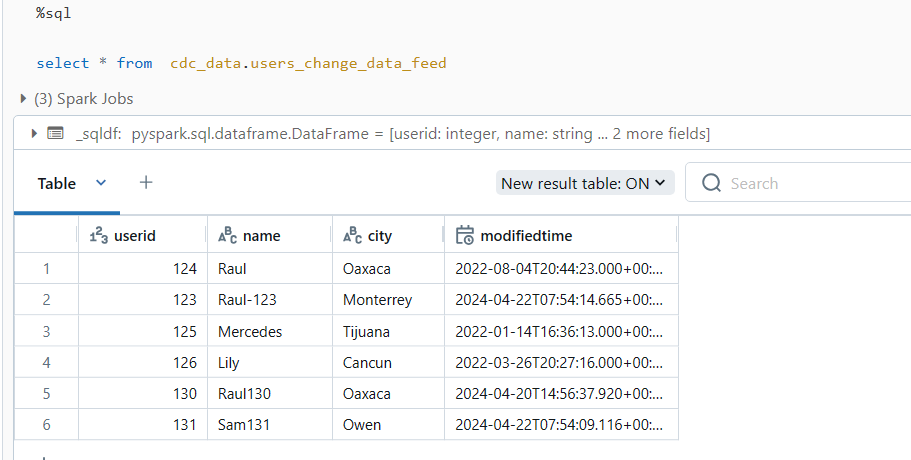 %sql
select * from cdc_data.users_change_data_feed
(3) Spark Jobs
_sqldf: pyspark.sql.dataframe.DataFrame = [userid: integer, name: string ... 2 more fields]
Table + New result table: ON Search
1 2 3 userid ABC name ABC city modifiedtime
1 124 Raul Oaxaca 2022-08-04T20:44:23.000+00:...
2 123 Raul-123 Monterrey 2024-04-22T07:54:14.665+00:...
3 125 Mercedes Tijuana 2022-01-14T16:36:13.000+00:...
4 126 Lily Cancun 2022-03-26T20:27:16.000+00:...
5 130 Raul130 Oaxaca 2024-04-20T14:56:37.920+00:...
6 131 Sam131 Owen 2024-04-22T07:54:09.116+00:...